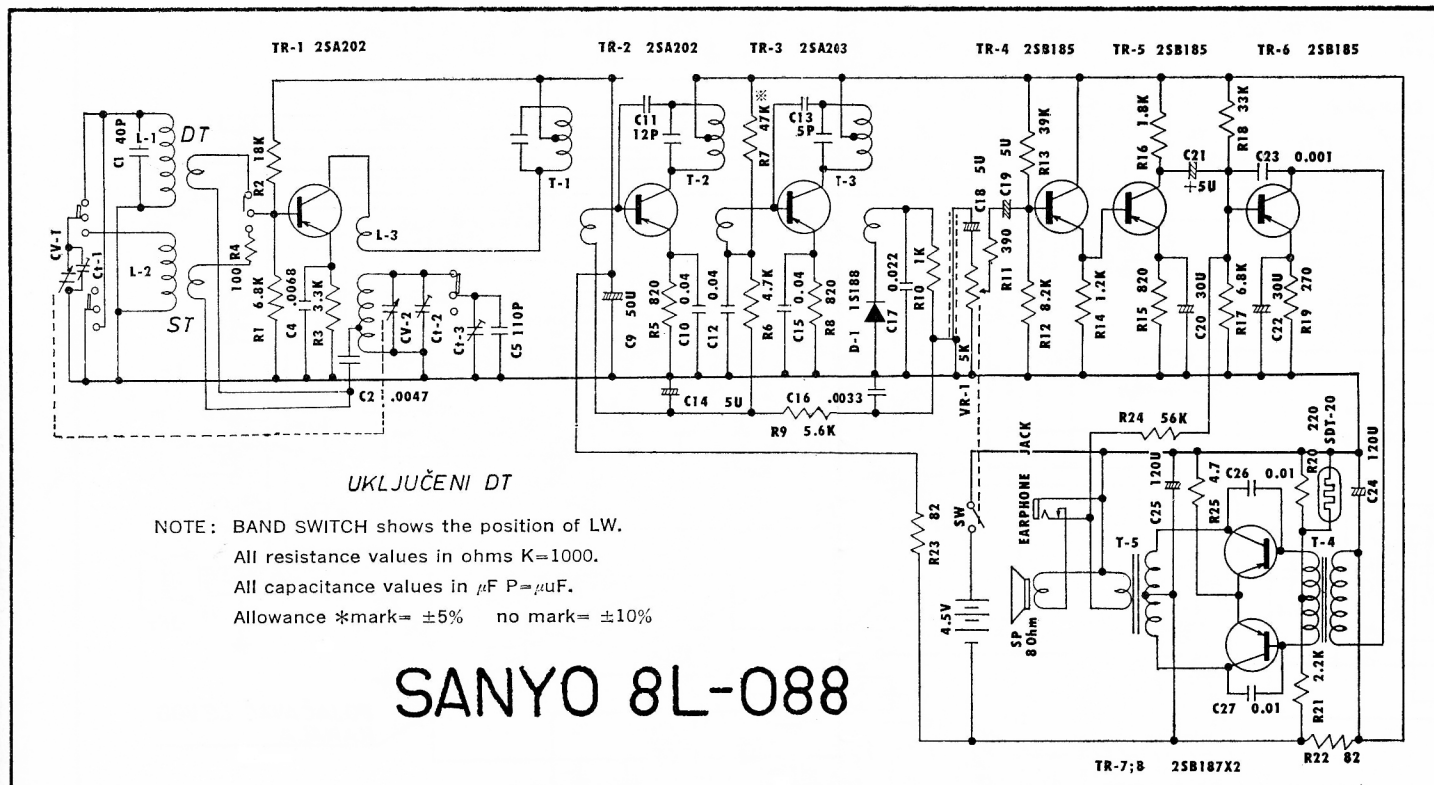 TR-1 2SA202
TR-2 2SA202
TR-3 2SA203
TR-4 2SB185
TR-5 2SB185
TR-6 2SB185
C1 40P
L-1
DT
R2 18K
T-1
C11
12P
T-2
R7 47K※
C13
5P
T-3
C18 5U
C19 5U
R13 39K
R16 1.8K
C21
+5U
R18 33K
C23 0.001
CV-1
Ct-1
L-2
ST
100 R4
R1 6.8K
C4 .0068
R3 3.3K
L-3
CV-2
Ct-2
Ct-3
C5 110P
C2 .0047
C9 50U
R5 820
C10 0.04
C12 0.04
R6 4.7K
C15 0.04
R8 820
D-1 1S188
C17 0.022
R10 1K
R11 390
VR-1 5K
R12 8.2K
R14 1.2K
R15 820
C20 30U
R17 6.8K
C22 30U
R19 270
C14 5U
C16 .0033
R9 5.6K
R24 56K
UKLJUČENI DT
NOTE: BAND SWITCH shows the position of LW.
All resistance values in ohms K=1000.
All capacitance values in μF P=μuF.
Allowance ※mark= ±5% no mark= ±10%
SANYO 8L-088
R23 82
SW
4.5V
EARPHONE JACK
SP
8 Ohm
T-5
C25 120U
R25 4.7
C26 0.01
R20 220
SDT-20
C24 120U
T-4
C27 0.01
R21 2.2K
R22 82
TR-7;8 2SB187X2